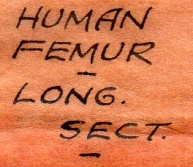 HUMAN
FEMUR
-
LONG.
SECT.
-